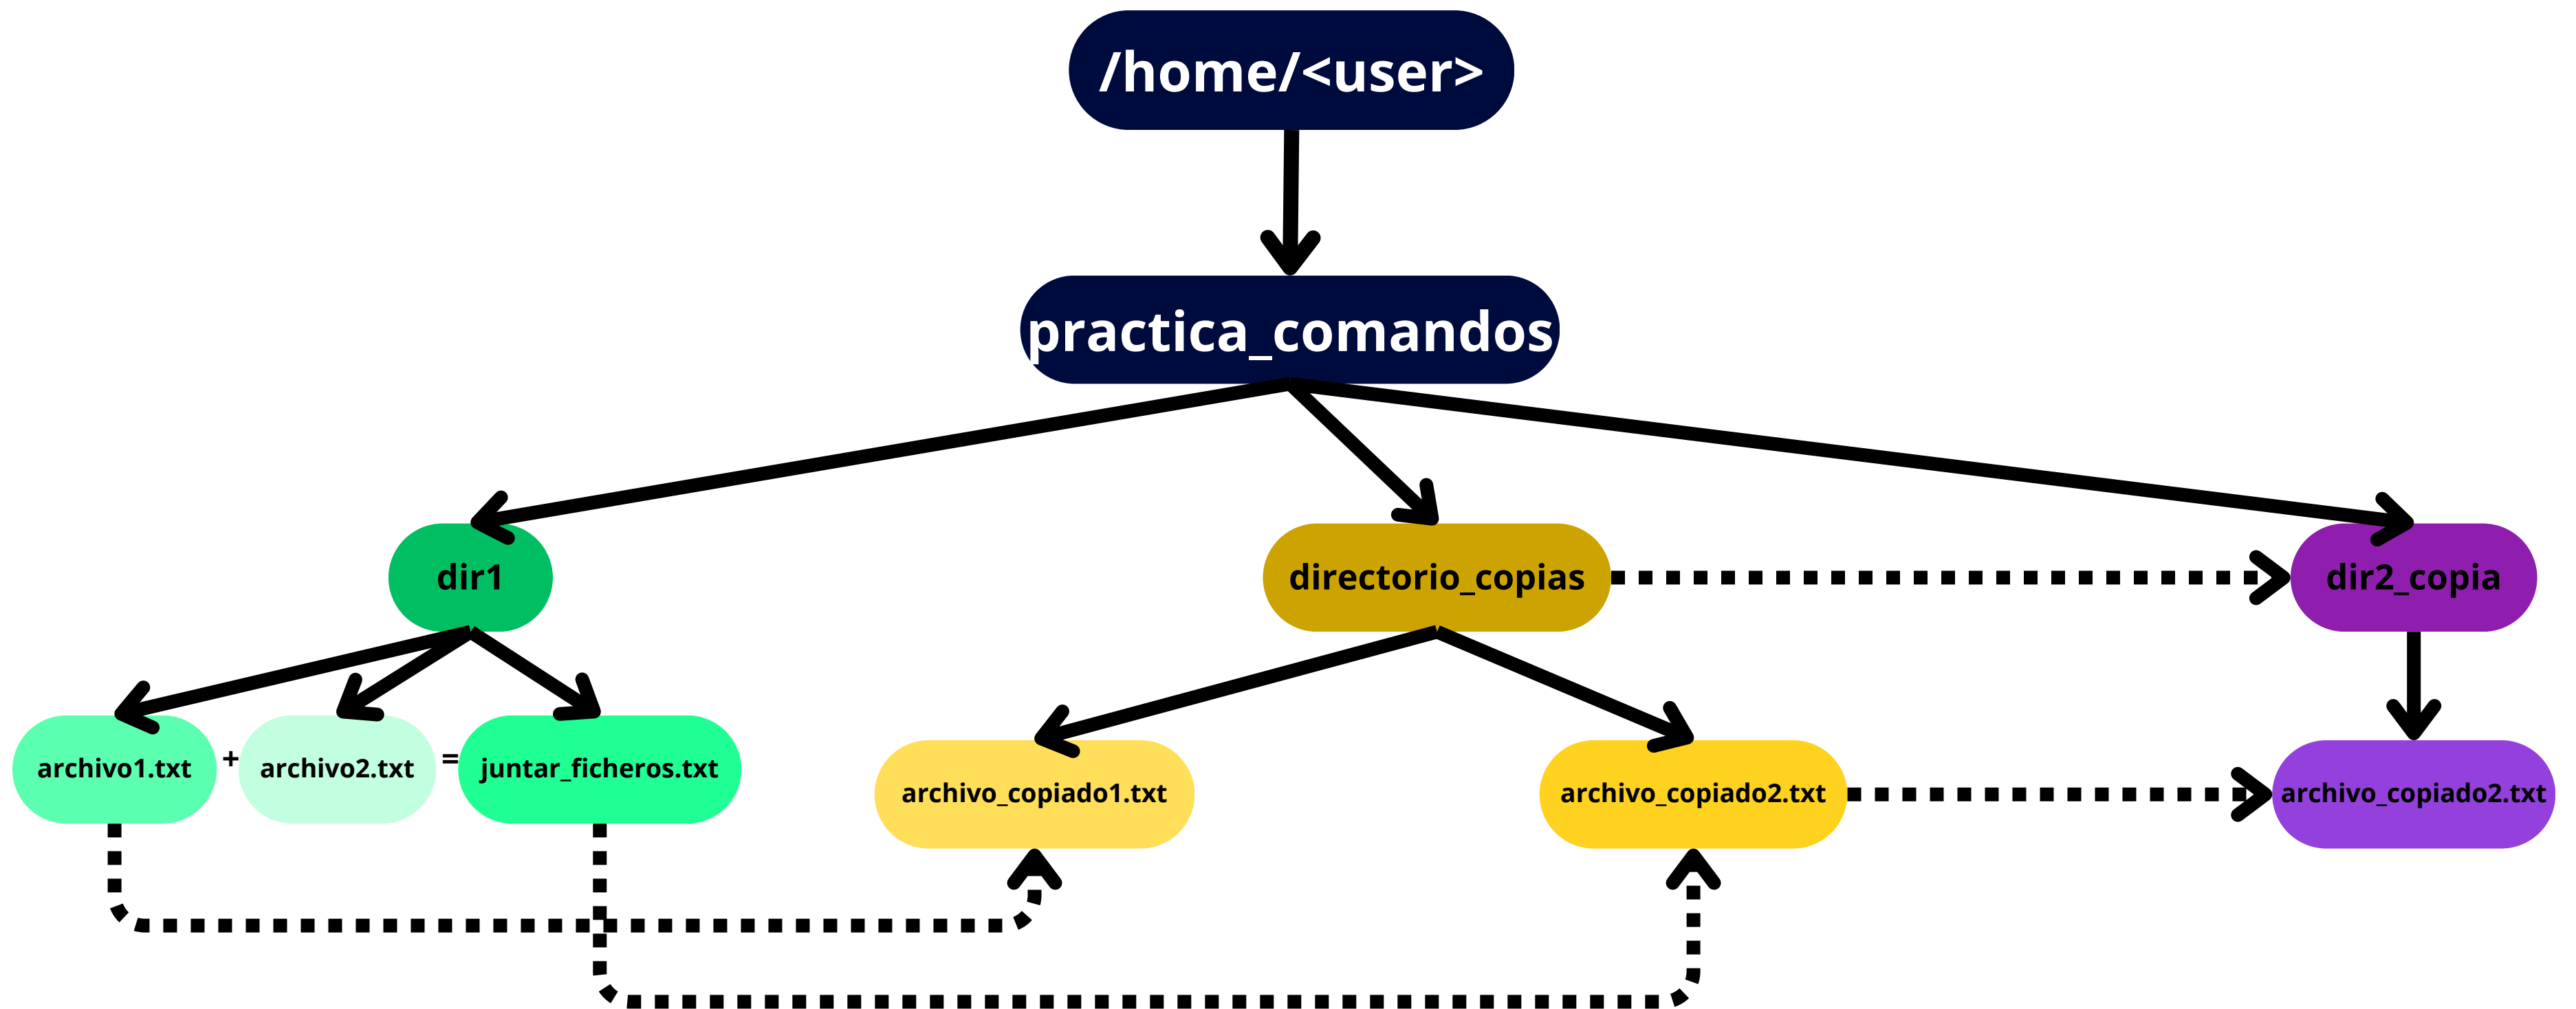 /home/<user>
practica_comandos
dir1
directorio_copias
dir2_copia
archivo1.txt
+
archivo2.txt
=
juntar_ficheros.txt
archivo_copiado1.txt
archivo_copiado2.txt
archivo_copiado2.txt